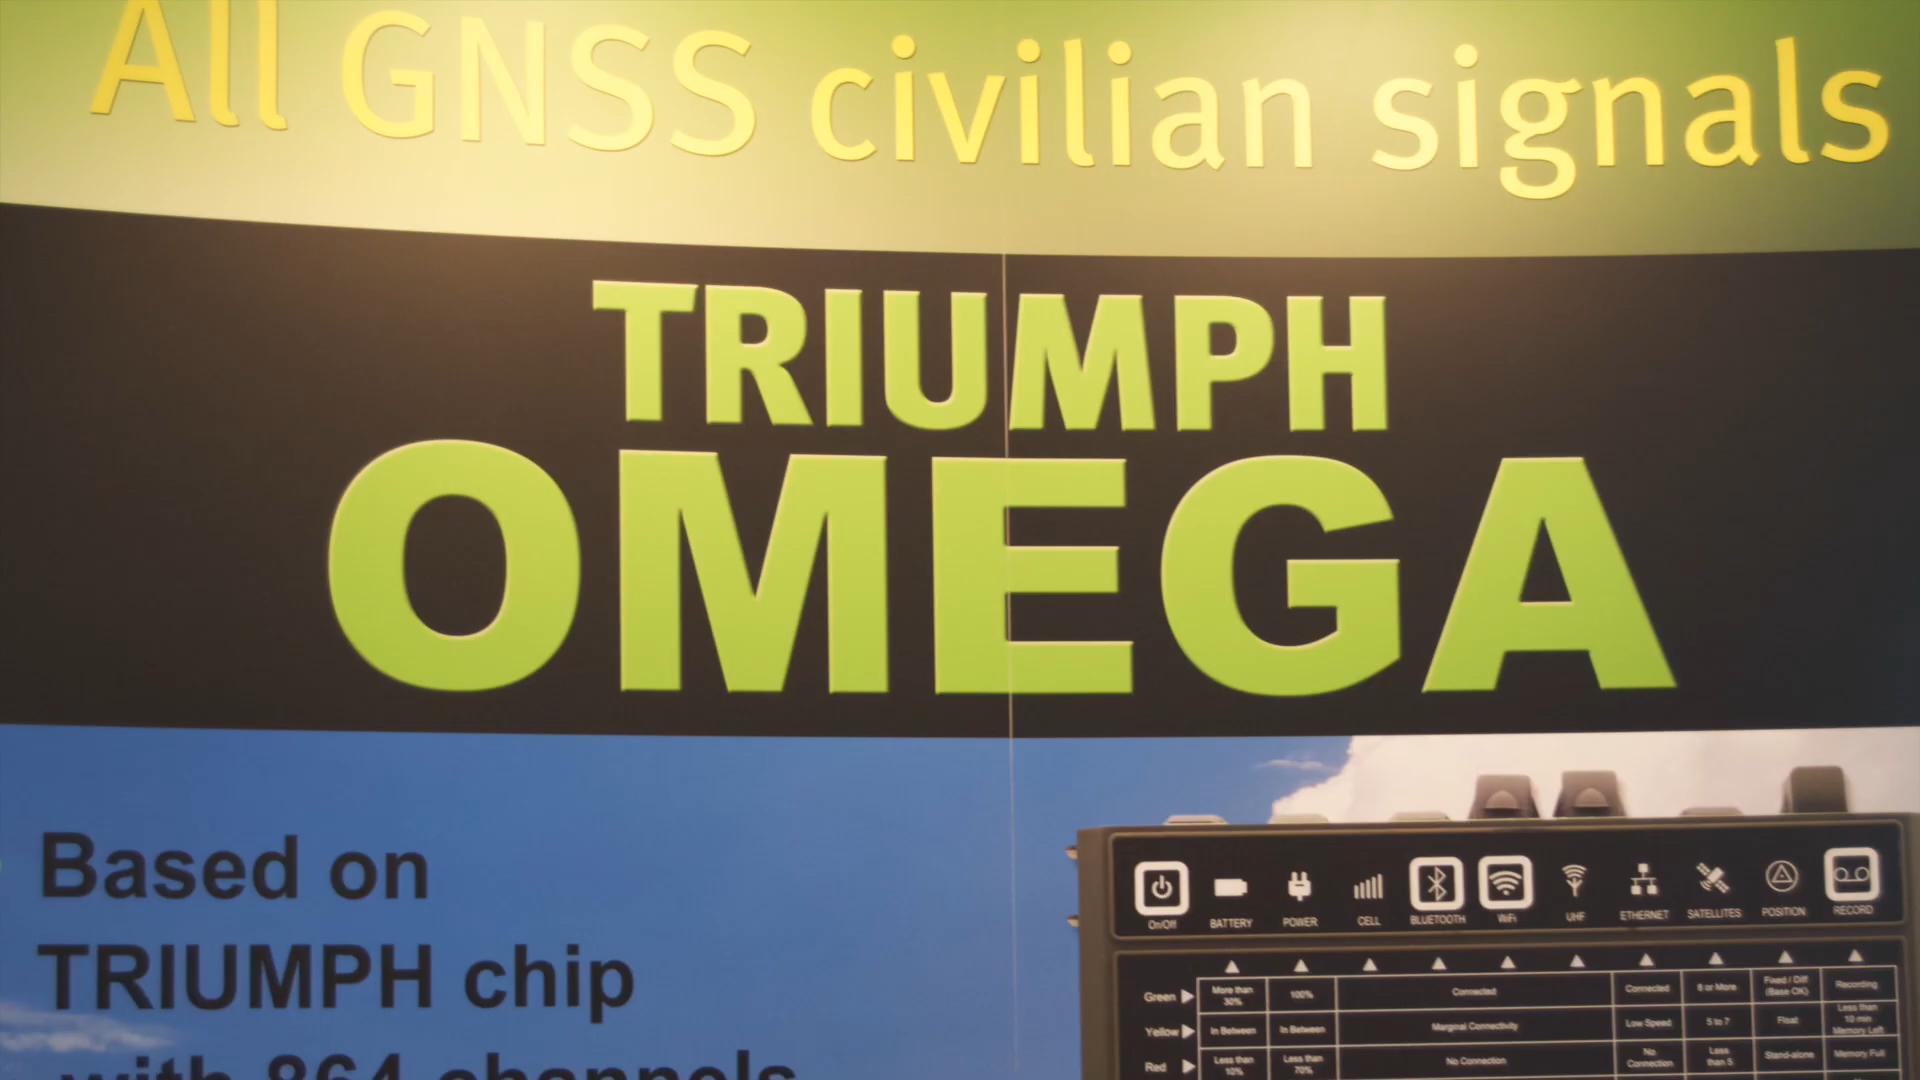 All GNSS civilian signals
TRIUMPH
OMEGA
Based on
TRIUMPH chip
with 864 channels
On/Off BATTERY POWER CELL BLUETOOTH WiFi UHF ETHERNET SATELLITES POSITION RECORD
Green More than 30% 100% Connected Connected 6 or More Fixed / Diff (Base OK) Recording
Yellow In Between In Between Marginal Connectivity Low Speed 5 to 7 Float Less than 10 min Memory Left
Red Less than 10% Less than 70% No Connection No Connection Less than 5 Stand-alone Memory Full